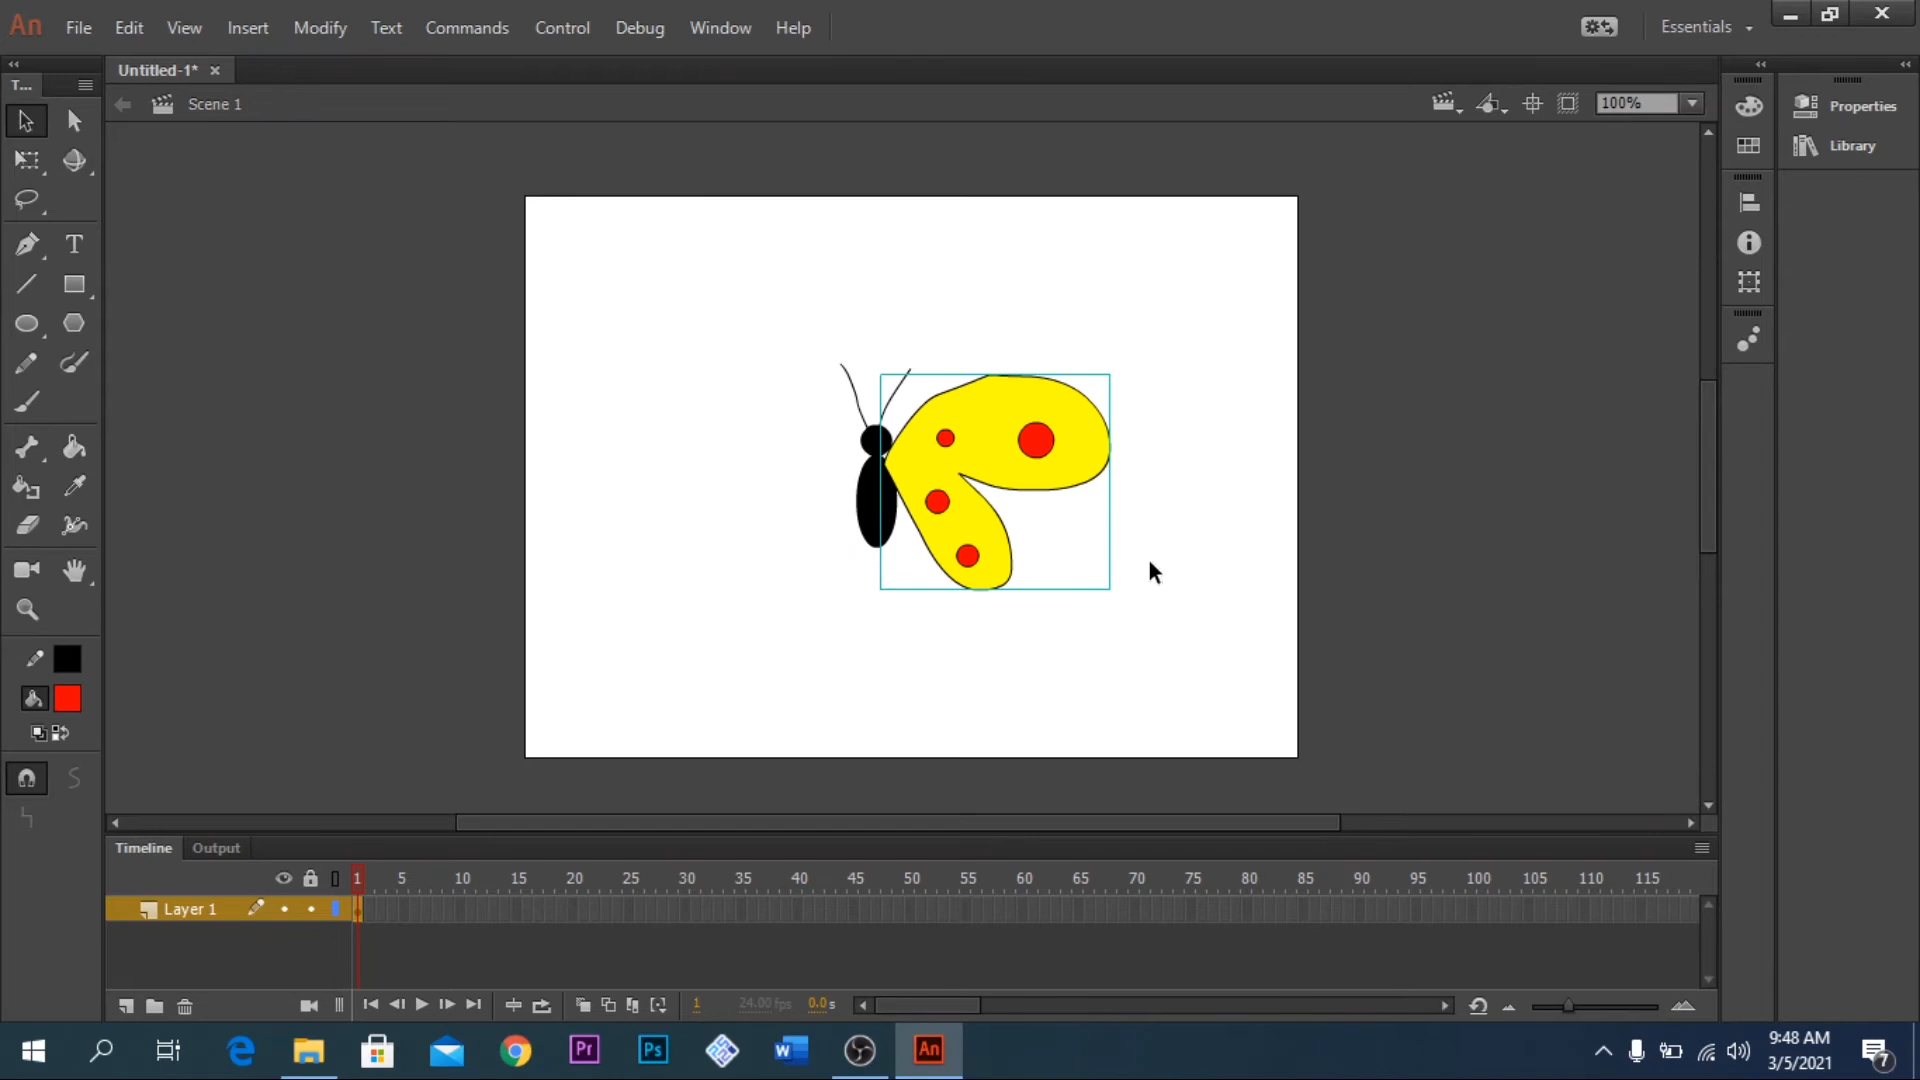 An File Edit View Insert Modify Text Commands Control Debug Window Help Essentials
T... Untitled-1* ×
Scene 1 100%
Properties
Library
T
Timeline Output
1 5 10 15 20 25 30 35 40 45 50 55 60 65 70 75 80 85 90 95 100 105 110 115
Layer 1
1 24.00 fps 0.0 s
Pr Ps W An
9:48 AM
3/5/2021
7